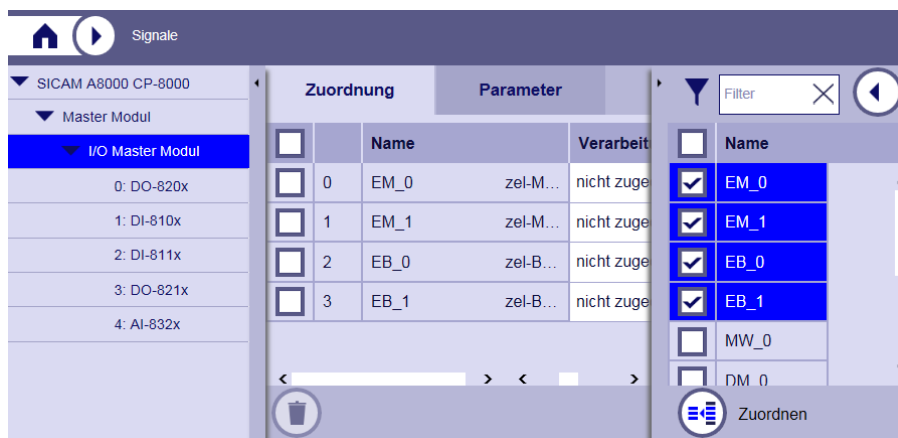 Signale
SICAM A8000 CP-8000
Master Modul
I/O Master Modul
0: DO-820x
1: DI-810x
2: DI-811x
3: DO-821x
4: AI-832x
Zuordnung Parameter
Name Verarbeit
0 EM_0 zel-M... nicht zuge
1 EM_1 zel-M... nicht zuge
2 EB_0 zel-B... nicht zuge
3 EB_1 zel-B... nicht zuge
Filter
Name
EM_0
EM_1
EB_0
EB_1
MW_0
DM_0
Zuordnen